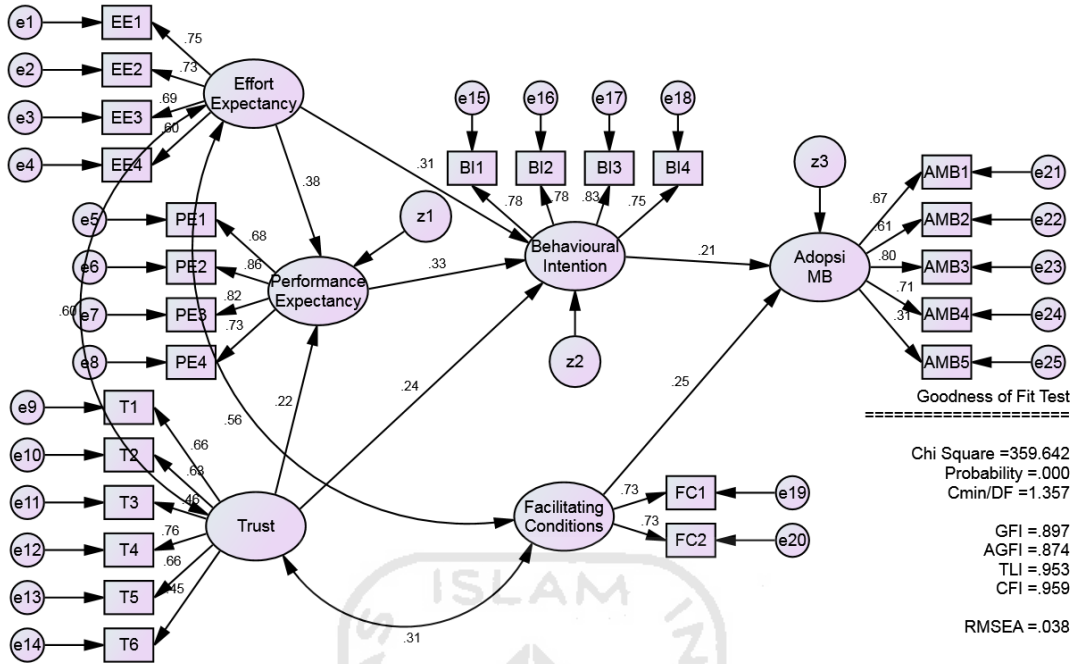 e1
EE1
.75
e2
EE2
.73
e3
EE3
.69
e4
EE4
.60
Effort
Expectancy
e5
PE1
.68
e6
PE2
.86
e7
PE3
.82
e8
PE4
.73
Performance
Expectancy
z1
.38
.31
.33
.60
.56
.22
.24
e9
T1
.66
e10
T2
.63
e11
T3
.46
e12
T4
.76
e13
T5
.66
e14
T6
.45
Trust
.31
e15
e16
e17
e18
BI1
BI2
BI3
BI4
.78
.78
.83
.75
Behavioural
Intention
z2
.21
.25
z3
Adopsi
MB
AMB1
e21
.67
AMB2
e22
.61
AMB3
e23
.80
AMB4
e24
.71
AMB5
e25
.31
Facilitating
Conditions
.73
FC1
e19
.73
FC2
e20
Goodness of Fit Test
=====================
Chi Square =359.642
Probability =.000
Cmin/DF =1.357
GFI =.897
AGFI =.874
TLI =.953
CFI =.959
RMSEA =.038
ISLAM